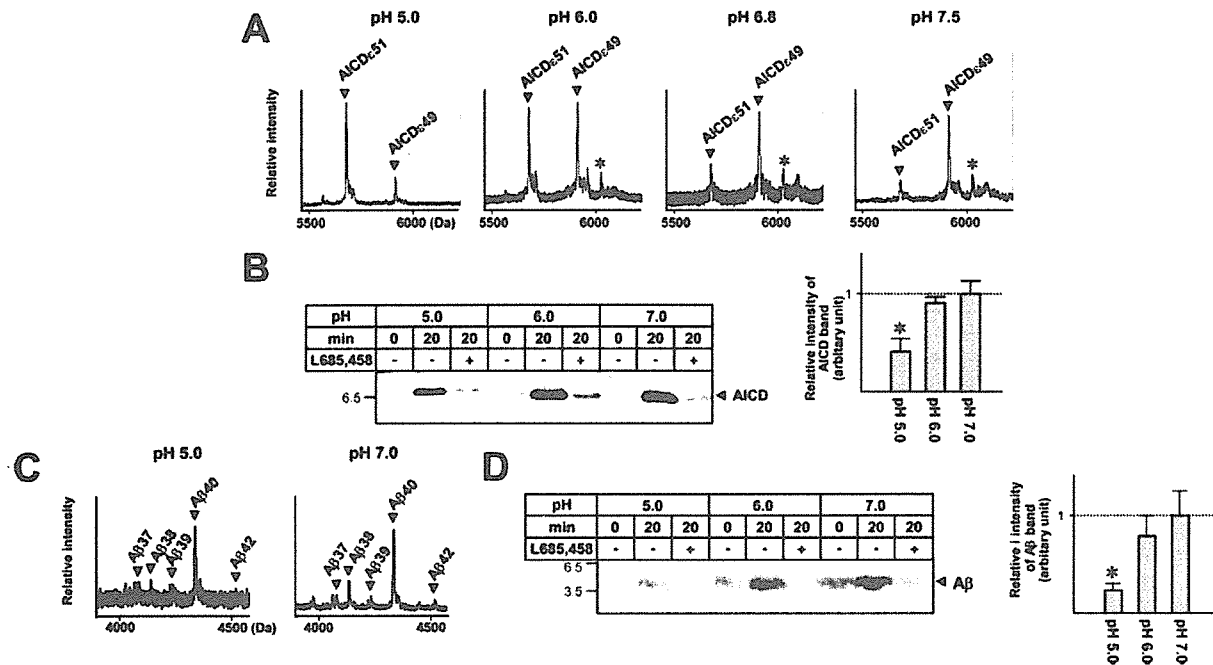 A
pH 5.0
pH 6.0
pH 6.8
pH 7.5
Relative intensity
AICDε51
AICDε49
AICDε51
AICDε49
*
AICDε51
AICDε49
*
AICDε51
AICDε49
*
5500 6000 (Da)
5500 6000
5500 6000
5500 6000
B
pH 5.0 6.0 7.0
min 0 20 20 0 20 20 0 20 20
L685,458 - - + - - + - - +
6.5
AICD
Relative intensity of
AICD band
(arbitary unit)
1
*
pH 5.0
pH 6.0
pH 7.0
C
pH 5.0
pH 7.0
Relative intensity
Aβ37
Aβ38
Aβ39
Aβ40
Aβ42
Aβ37
Aβ38
Aβ39
Aβ40
Aβ42
4000 4500 (Da)
4000 4500
D
pH 5.0 6.0 7.0
min 0 20 20 0 20 20 0 20 20
L685,458 - - + - - + - - +
6.5
3.5
Aβ
Relative i intensity
of Aβ band
(arbitary unit)
1
*
pH 5.0
pH 6.0
pH 7.0